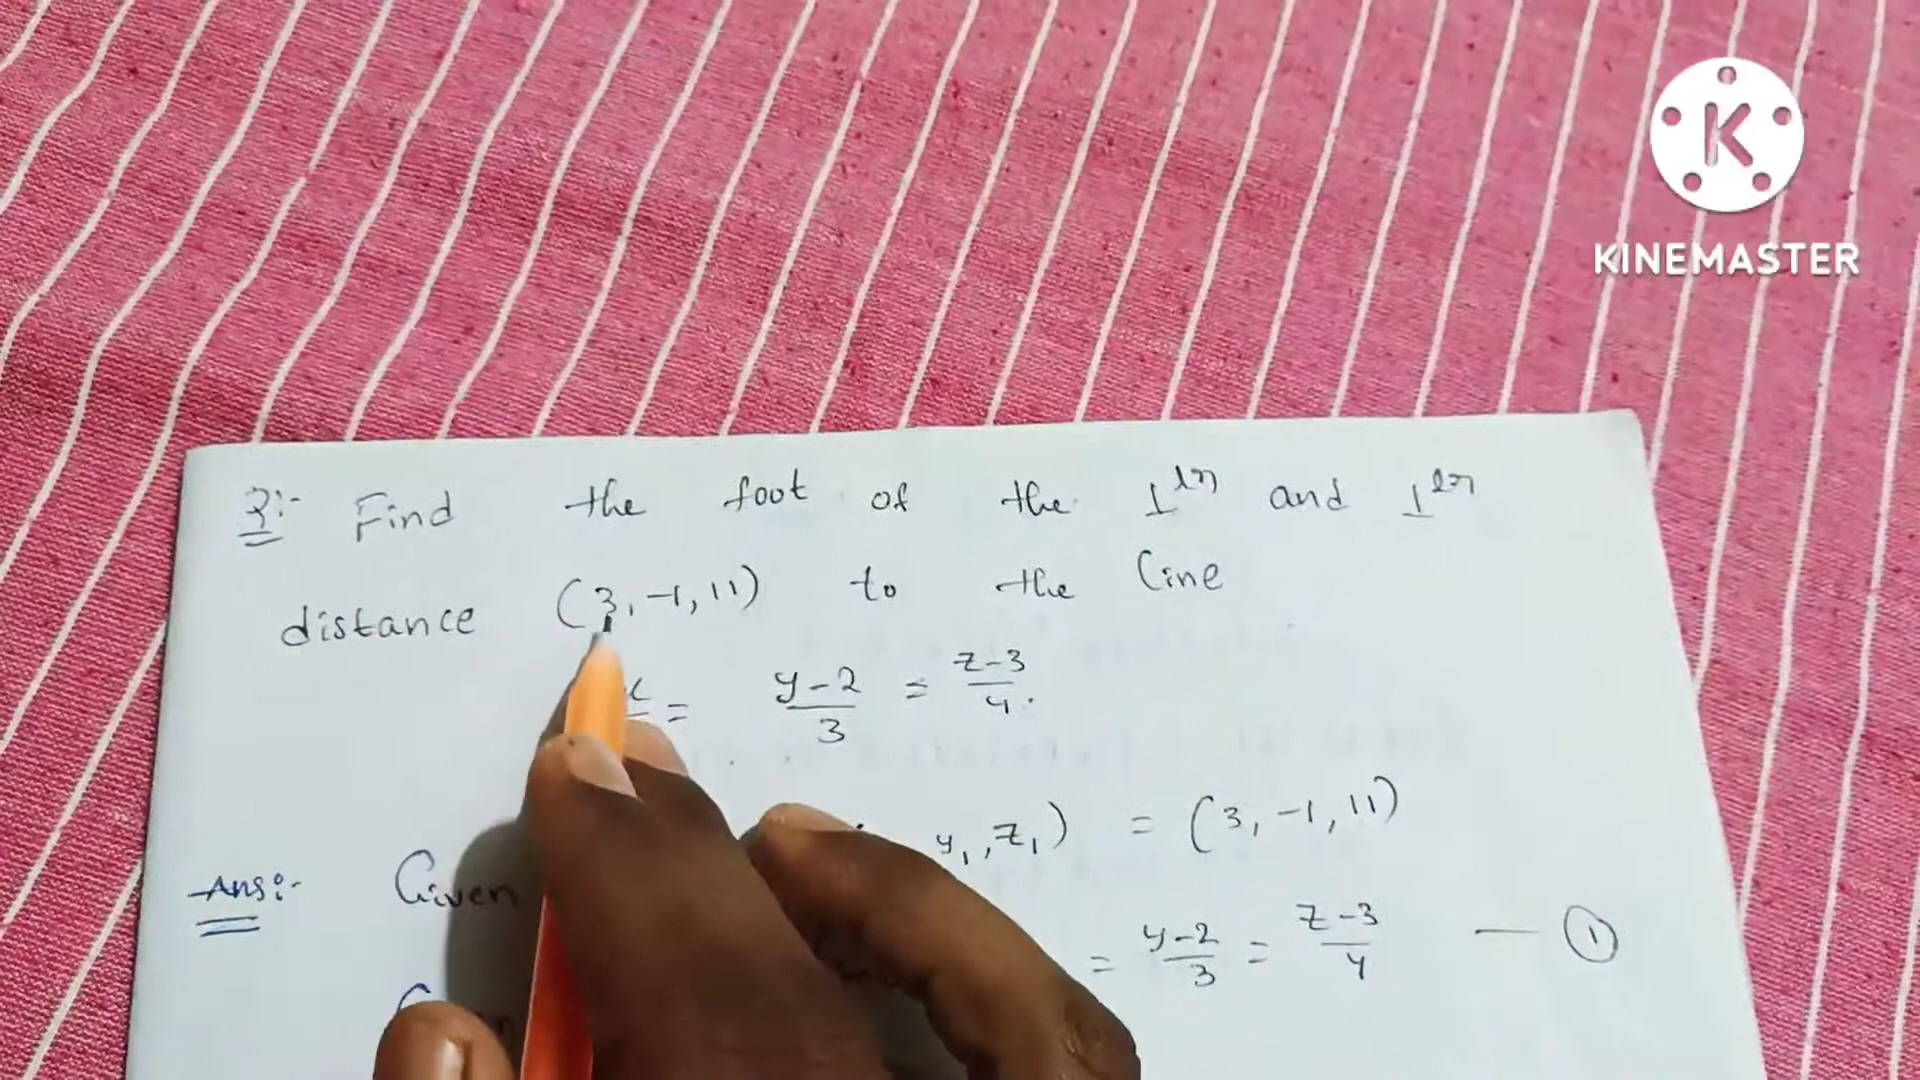 K
KINEMASTER
Q:- Find the foot of the ⊥lr and ⊥lr
distance (3, -1, 11) to the line
x = y-2/3 = z-3/4.
y₁, z₁) = (3, -1, 11)
Ans:- Given
= y-2/3 = z-3/4 — ①